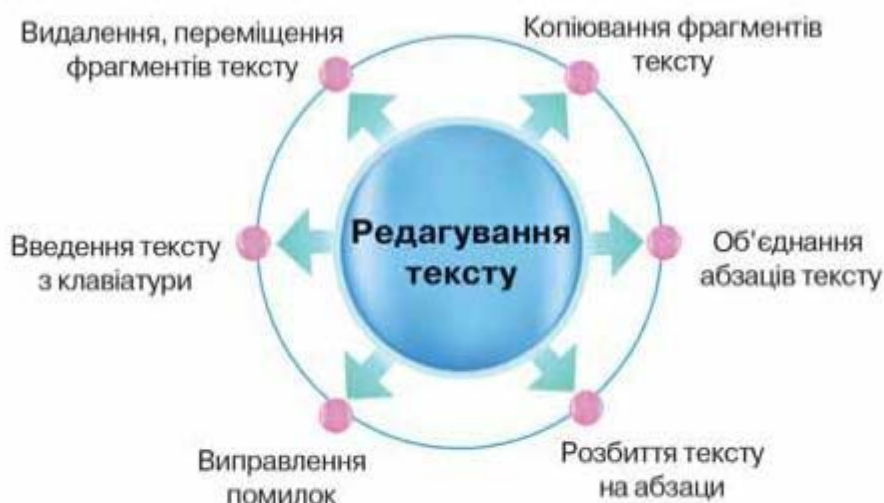 Видалення, переміщення
фрагментів тексту
Копіювання фрагментів
тексту
Введення тексту
з клавіатури
Редагування
тексту
Об’єднання
абзаців тексту
Виправлення
помилок
Розбиття тексту
на абзаци